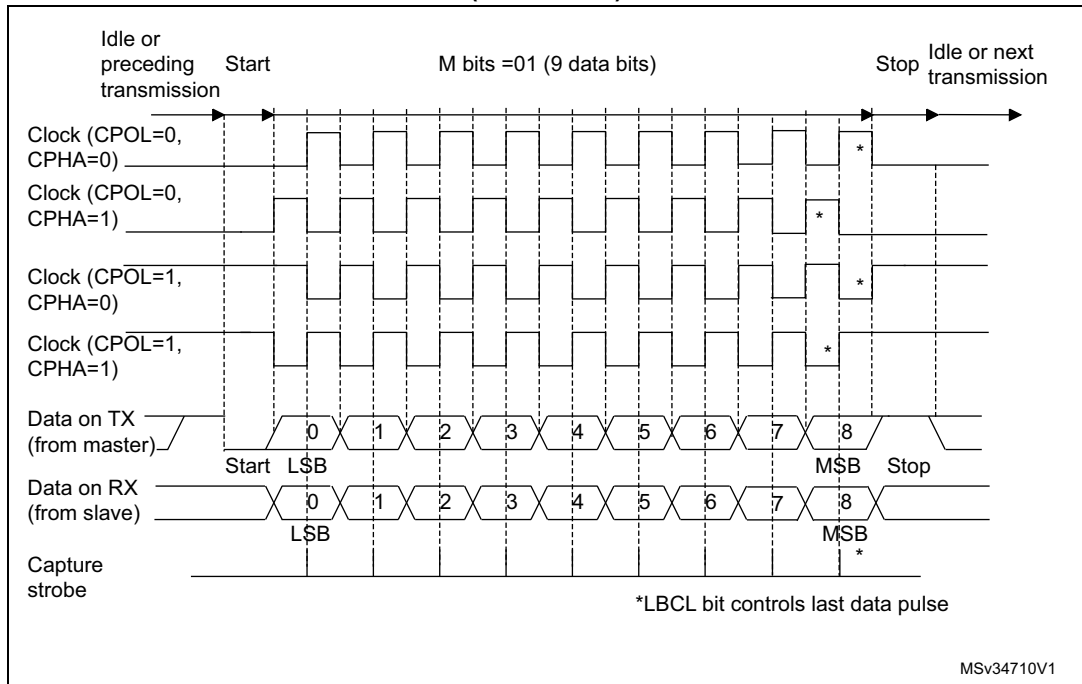 Idle or
preceding
transmission
Start
M bits =01 (9 data bits)
Stop
Idle or next
transmission
Clock (CPOL=0,
CPHA=0)
*
Clock (CPOL=0,
CPHA=1)
*
Clock (CPOL=1,
CPHA=0)
*
Clock (CPOL=1,
CPHA=1)
*
Data on TX
(from master)
0 1 2 3 4 5 6 7 8
Start LSB MSB Stop
Data on RX
(from slave)
0 1 2 3 4 5 6 7 8
LSB MSB
Capture
strobe
*
*LBCL bit controls last data pulse
MSv34710V1